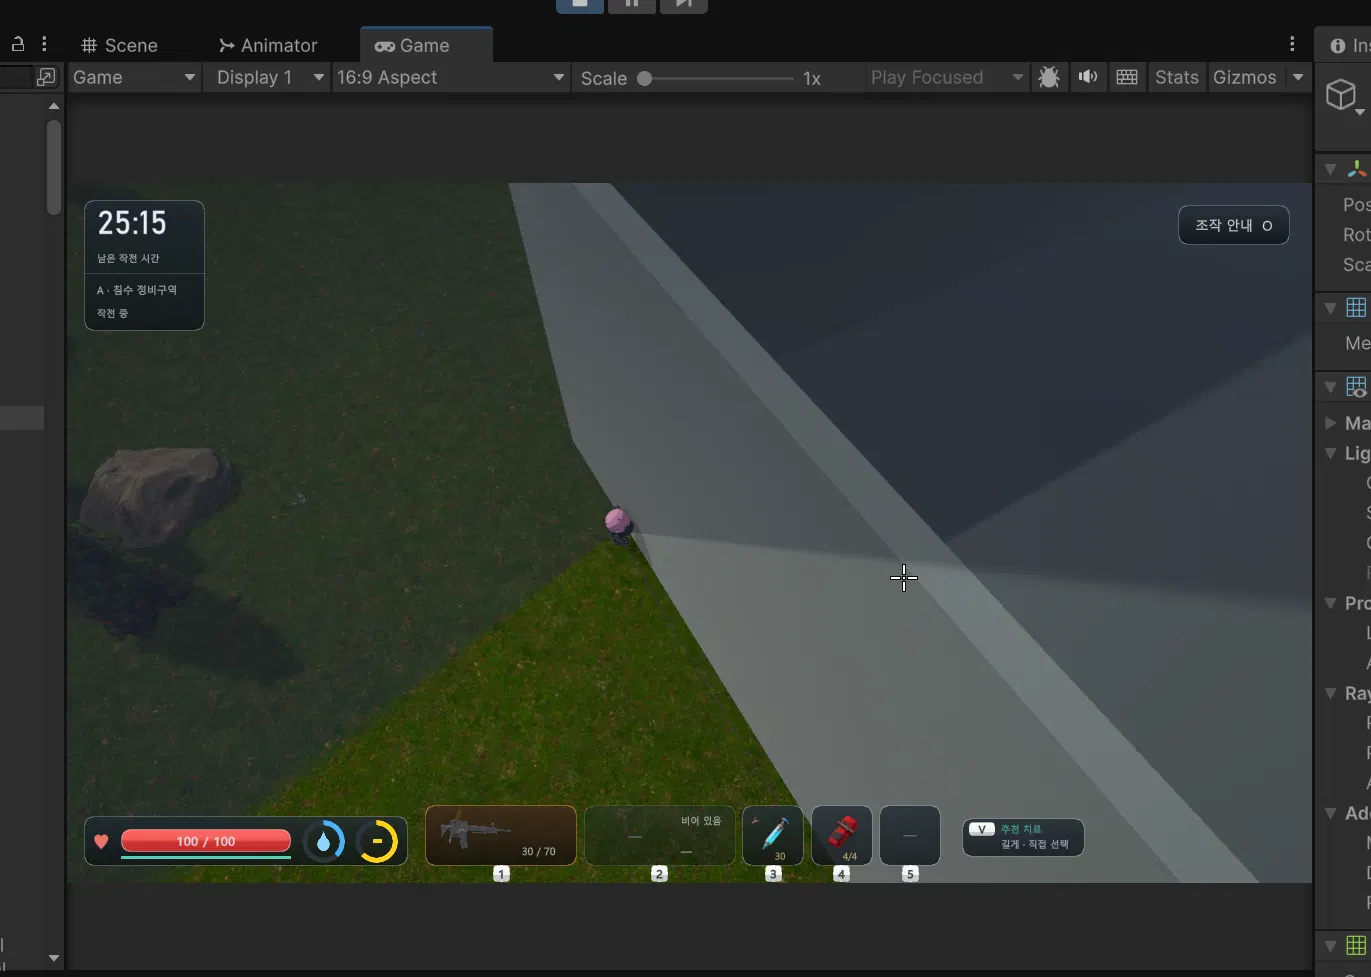 Scene
Animator
Game
Ins
Game
Display 1
16:9 Aspect
Scale
1x
Play Focused
Stats
Gizmos
25:15
남은 작전 시간
A · 침수 정비구역
작전 중
조작 안내 O
Pos
Rot
Sca
Me
Ma
Lig
Pro
Ray
Ado
100 / 100
30 / 70
1
비어 있음
2
30
3
4/4
4
5
V 추천 치료
길게 · 직접 선택